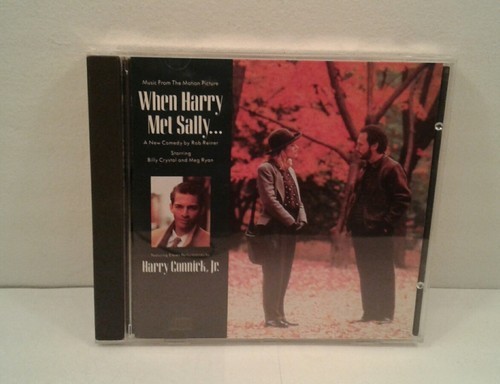 Music From The Motion Picture
When Harry
Met Sally...
A New Comedy by Rob Reiner
Starring
Billy Crystal and Meg Ryan
Harry Connick, Jr.